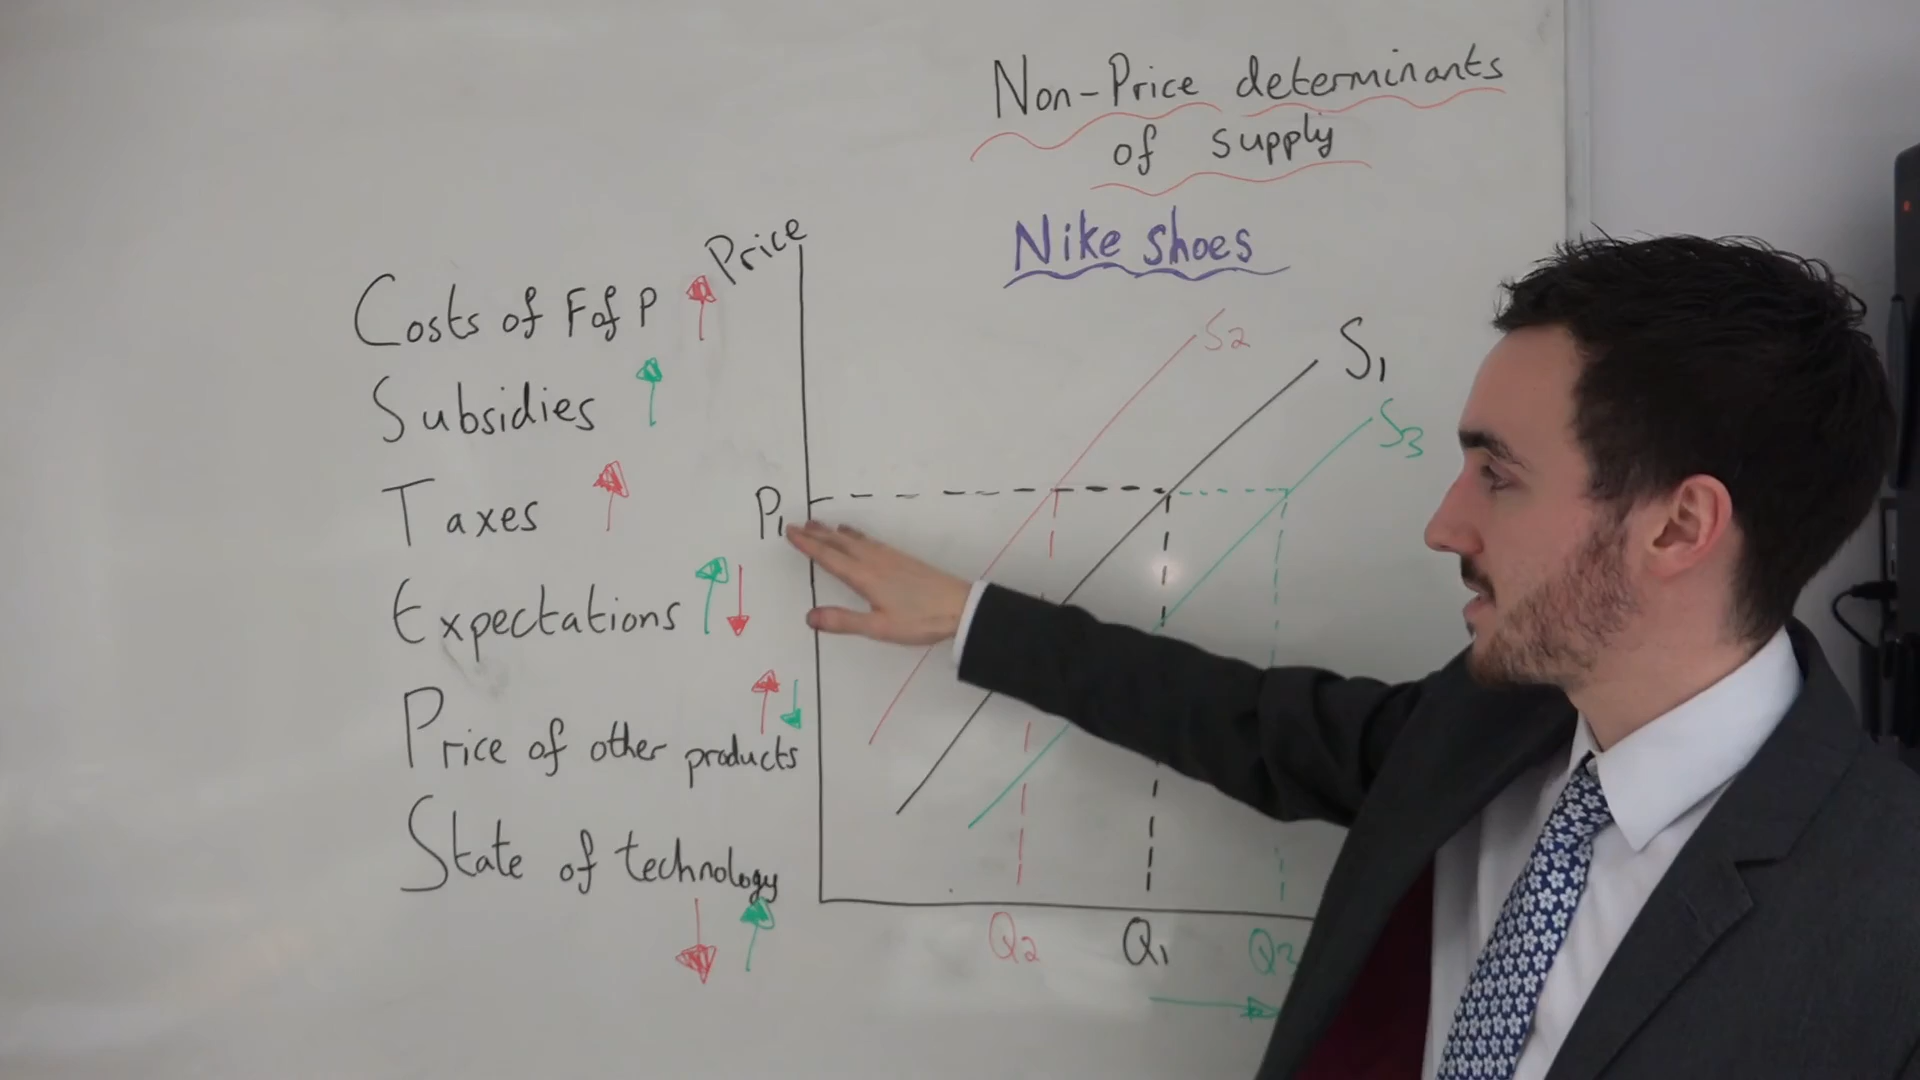 Non-Price determinants
of supply
Nike shoes
Price
Costs of F of P
Subsidies
Taxes
Expectations
Price of other products
State of technology
P1
S2
S1
S3
Q2
Q1
Q3